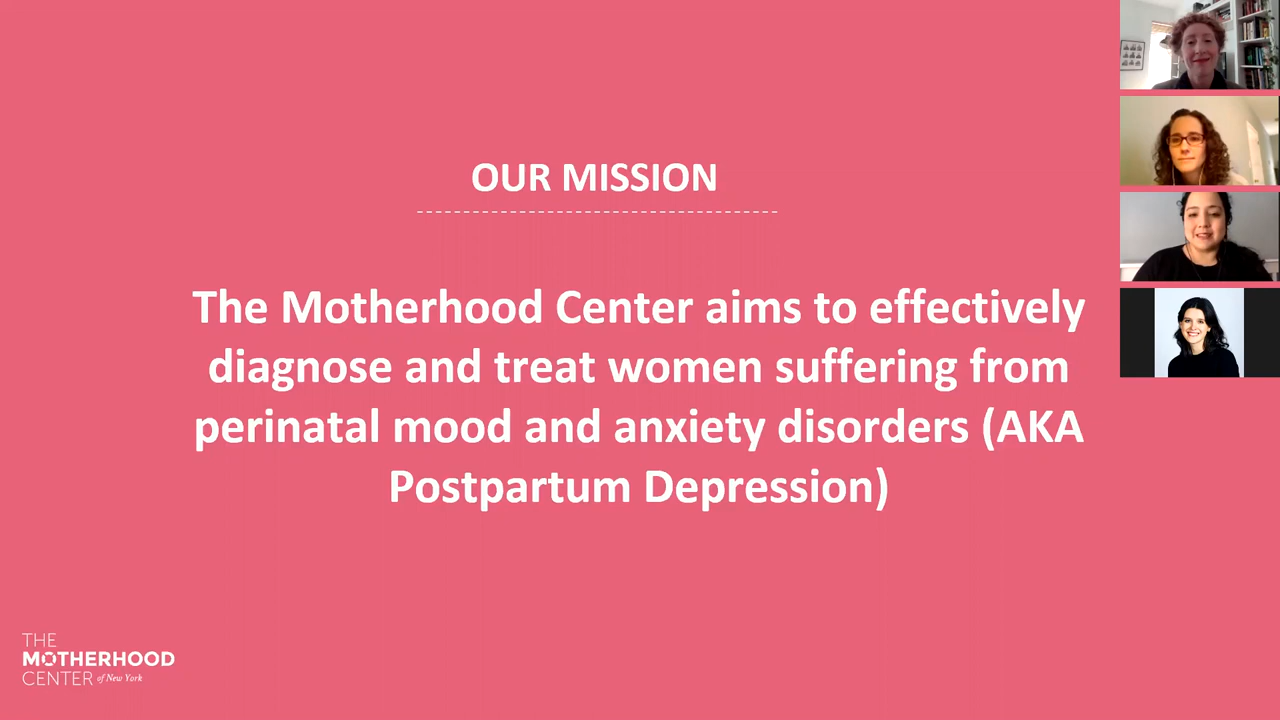 OUR MISSION
The Motherhood Center aims to effectively
diagnose and treat women suffering from
perinatal mood and anxiety disorders (AKA
Postpartum Depression)
THE
MOTHERHOOD
CENTER of New York